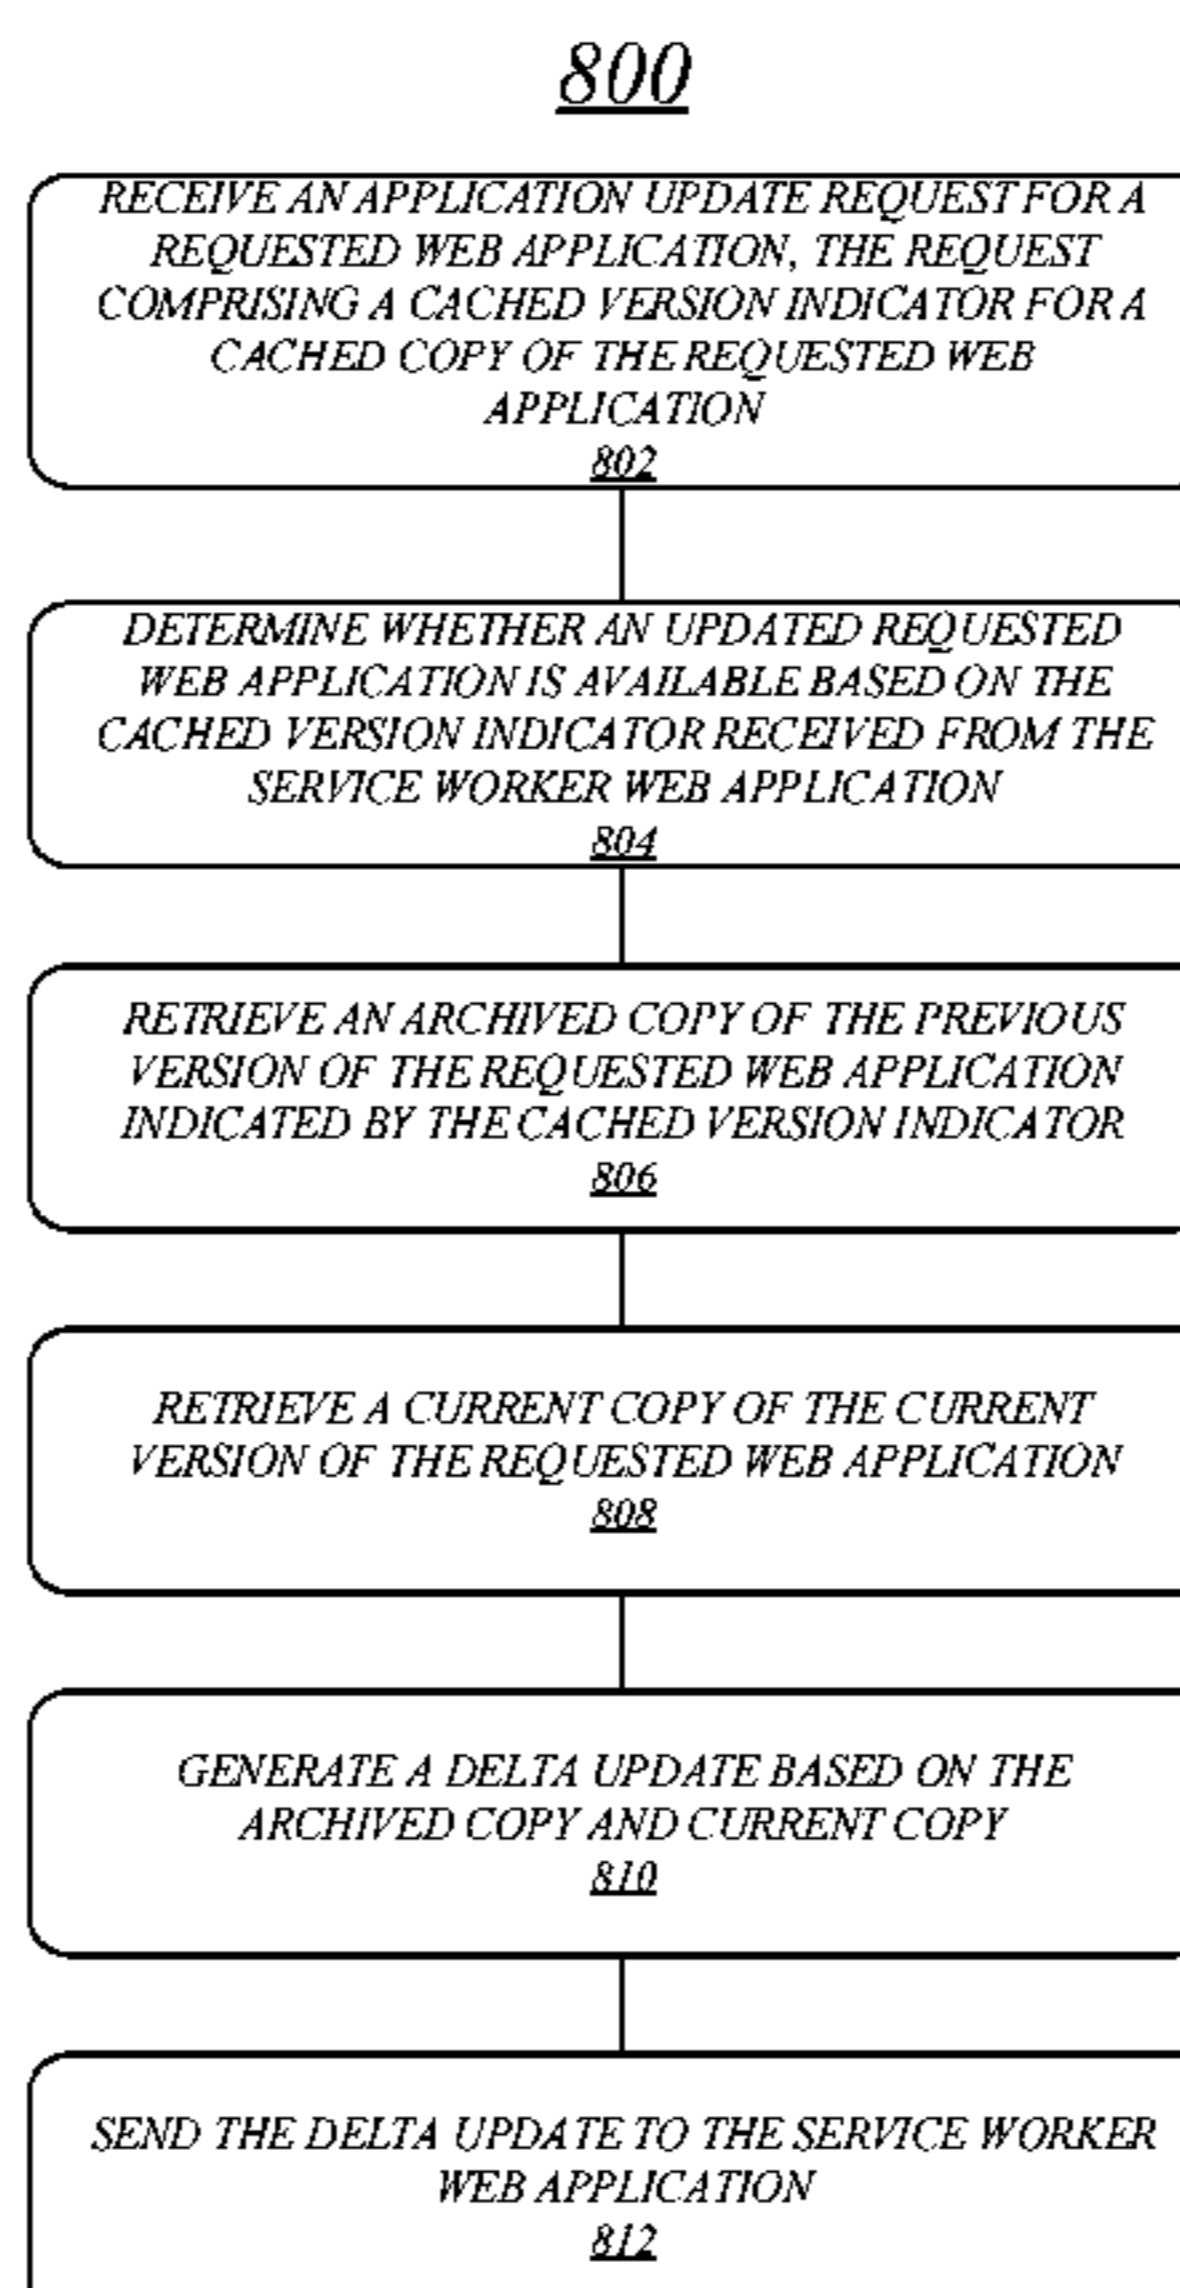 800
RECEIVE AN APPLICATION UPDATE REQUEST FOR A
REQUESTED WEB APPLICATION, THE REQUEST
COMPRISING A CACHED VERSION INDICATOR FOR A
CACHED COPY OF THE REQUESTED WEB
APPLICATION
802
DETERMINE WHETHER AN UPDATED REQUESTED
WEB APPLICATION IS AVAILABLE BASED ON THE
CACHED VERSION INDICATOR RECEIVED FROM THE
SERVICE WORKER WEB APPLICATION
804
RETRIEVE AN ARCHIVED COPY OF THE PREVIOUS
VERSION OF THE REQUESTED WEB APPLICATION
INDICATED BY THE CACHED VERSION INDICATOR
806
RETRIEVE A CURRENT COPY OF THE CURRENT
VERSION OF THE REQUESTED WEB APPLICATION
808
GENERATE A DELTA UPDATE BASED ON THE
ARCHIVED COPY AND CURRENT COPY
810
SEND THE DELTA UPDATE TO THE SERVICE WORKER
WEB APPLICATION
812